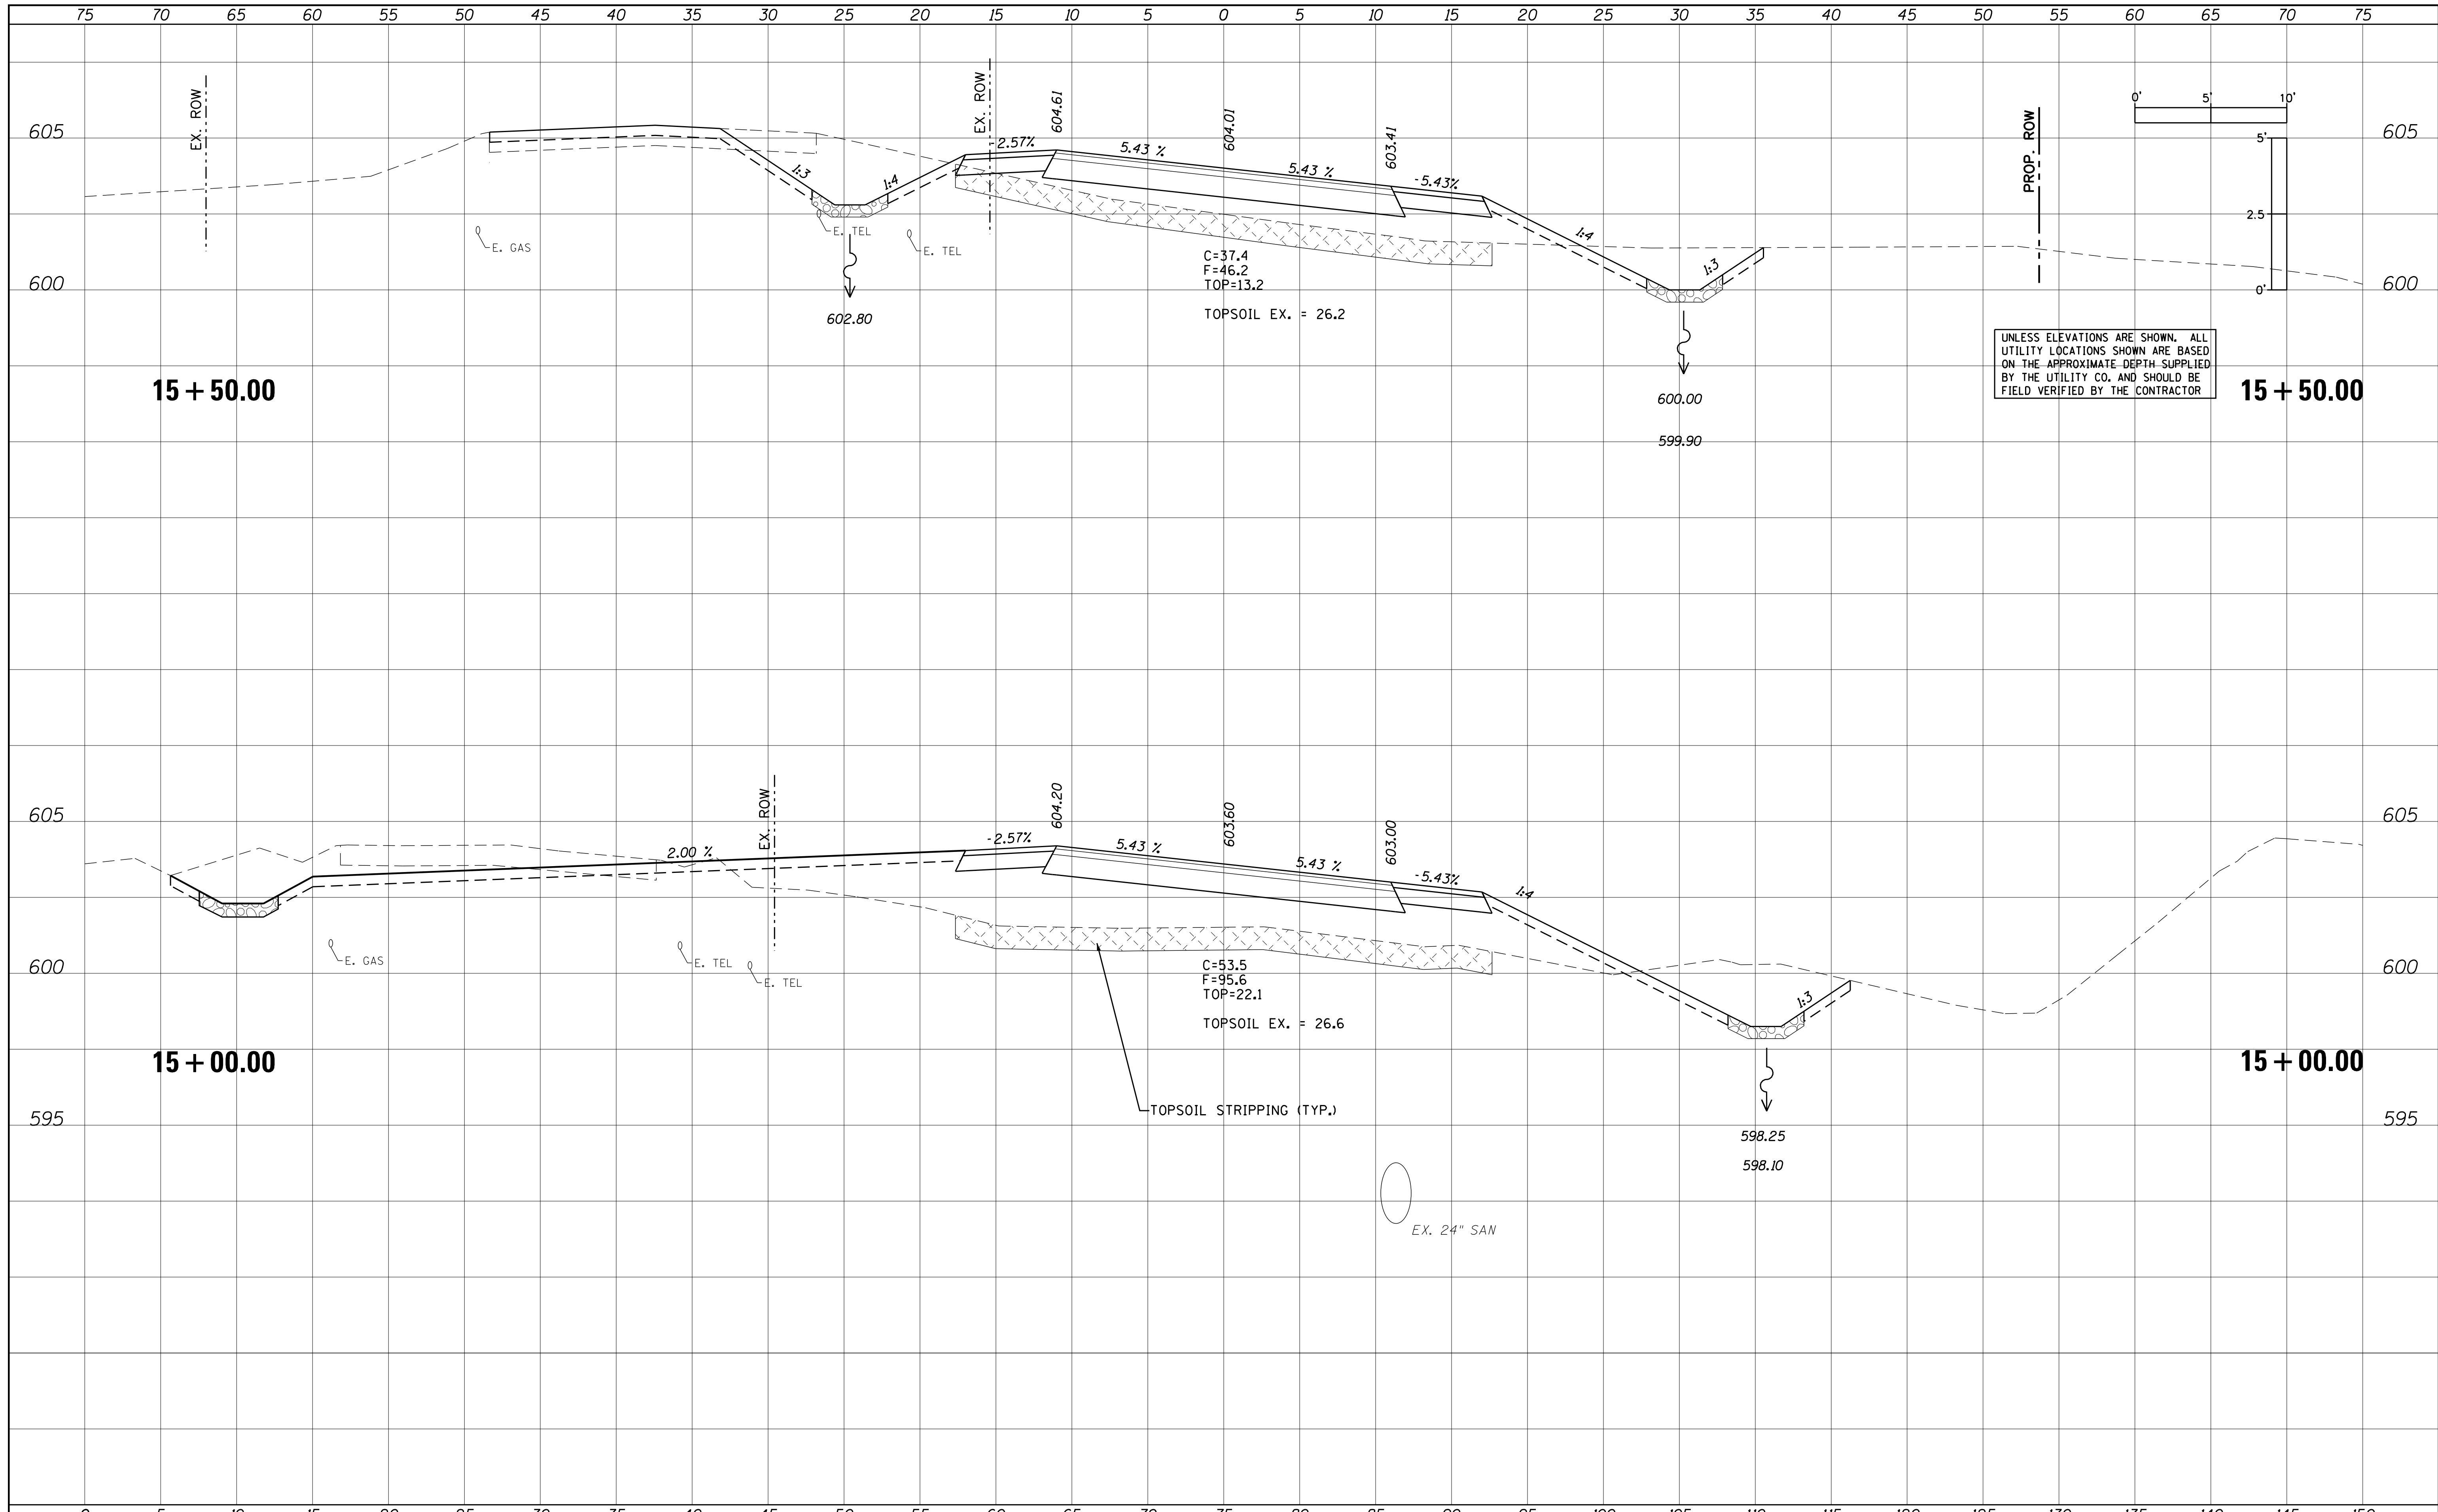 75 70 65 60 55 50 45 40 35 30 25 20 15 10 5 0 5 10 15 20 25 30 35 40 45 50 55 60 65 70 75
EX. ROW
EX. ROW
604.61
604.01
603.41
PROP. ROW
0' 5' 10'
605
605
5'
2.5
0'
1:3
1:4
-2.57%
5.43 %
5.43 %
-5.43%
1:4
1:3
E. GAS
E. TEL
E. TEL
C=37.4
F=46.2
TOP=13.2
TOPSOIL EX. = 26.2
600
600
602.80
UNLESS ELEVATIONS ARE SHOWN, ALL
UTILITY LOCATIONS SHOWN ARE BASED
ON THE APPROXIMATE DEPTH SUPPLIED
BY THE UTILITY CO. AND SHOULD BE
FIELD VERIFIED BY THE CONTRACTOR
15+50.00
15+50.00
600.00
599.90
EX. ROW
604.20
603.60
603.00
605
605
2.00 %
-2.57%
5.43 %
5.43 %
-5.43%
1:4
1:3
E. GAS
E. TEL
E. TEL
C=53.5
F=95.6
TOP=22.1
TOPSOIL EX. = 26.6
600
600
15+00.00
15+00.00
TOPSOIL STRIPPING (TYP.)
595
595
598.25
598.10
EX. 24" SAN